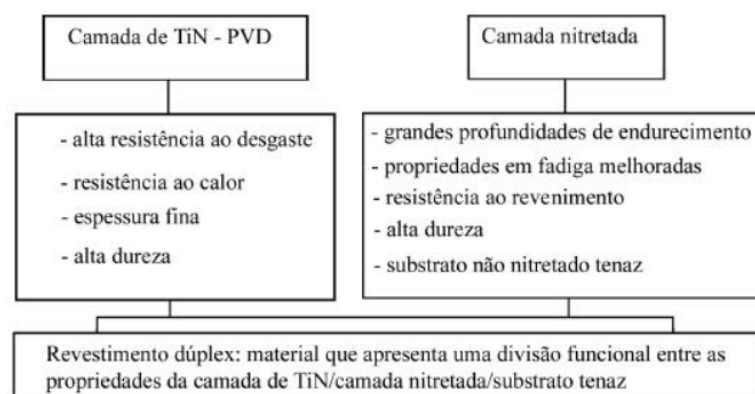 Camada de TiN - PVD
Camada nitretada
- alta resistência ao desgaste
- resistência ao calor
- espessura fina
- alta dureza
- grandes profundidades de endurecimento
- propriedades em fadiga melhoradas
- resistência ao revenimento
- alta dureza
- substrato não nitretado tenaz
Revestimento dúplex: material que apresenta uma divisão funcional entre as
propriedades da camada de TiN/camada nitretada/substrato tenaz